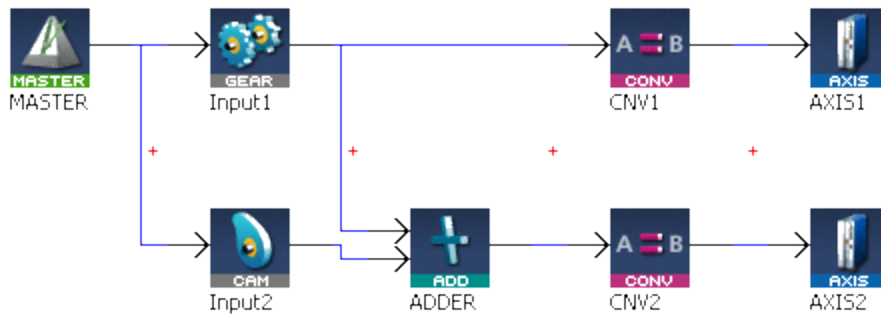 MASTER
MASTER
GEAR
Input1
A = B
CONV
CNV1
AXIS
AXIS1
CAM
Input2
ADD
ADDER
A = B
CONV
CNV2
AXIS
AXIS2